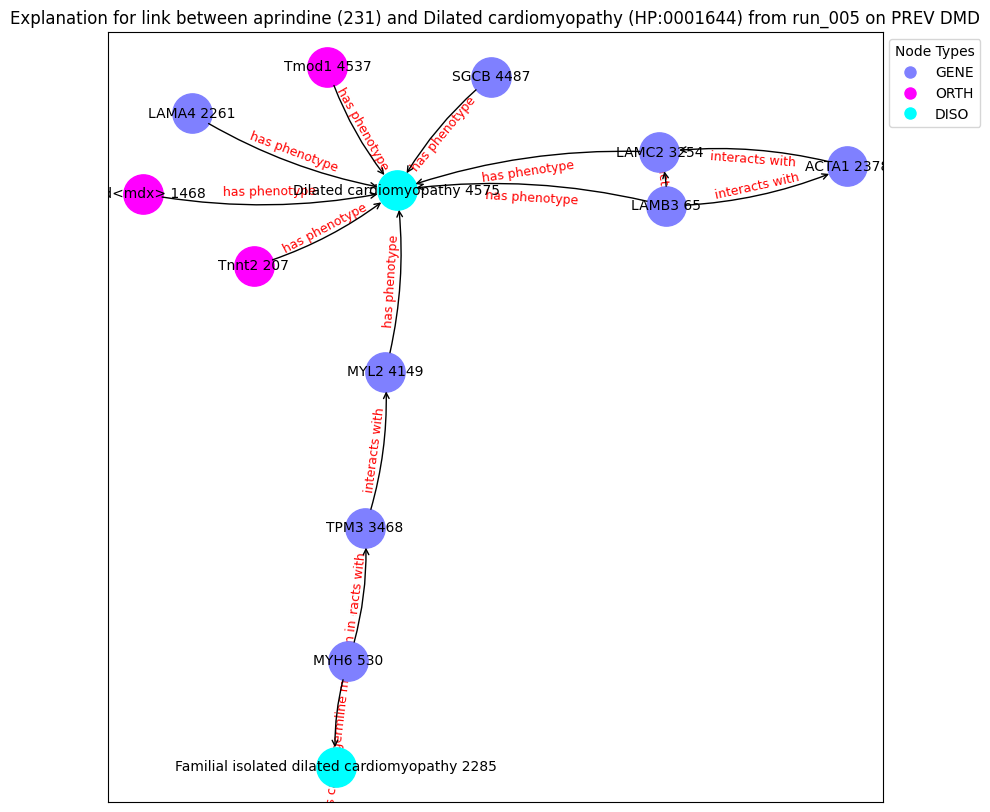 Explanation for link between aprindine (231) and Dilated cardiomyopathy (HP:0001644) from run_005 on PREV DMD
Node Types
GENE
ORTH
DISO
Tmod1 4537
SGCB 4487
LAMA4 2261
has phenotype
has phenotype
has phenotype
LAMC2 3254
interacts with
ACTA1 2378
has phenotype
d<mdx> 1468
has phenotype
Dilated cardiomyopathy 4575
has phenotype
interacts with
LAMB3 65
has phenotype
Tnnt2 207
has phenotype
MYL2 4149
interacts with
TPM3 3468
racts with
in
MYH6 530
germline m
Familial isolated dilated cardiomyopathy 2285